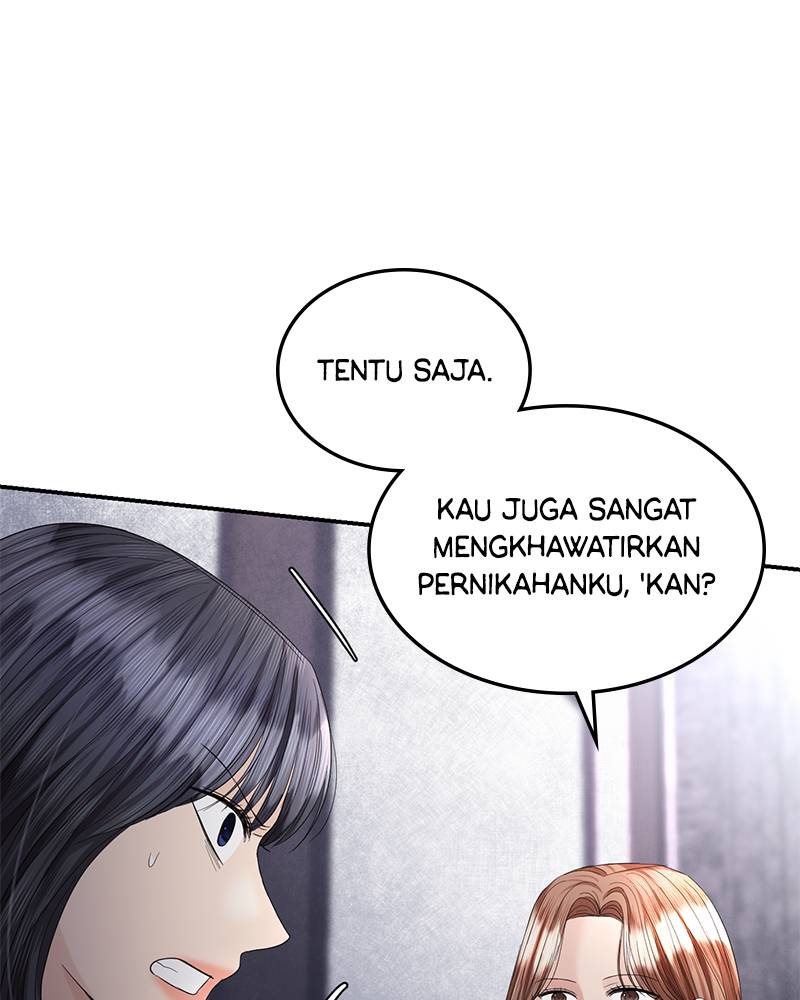 TENTU SAJA.
KAU JUGA SANGAT
MENGKHAWATIRKAN
PERNIKAHANKU, 'KAN?